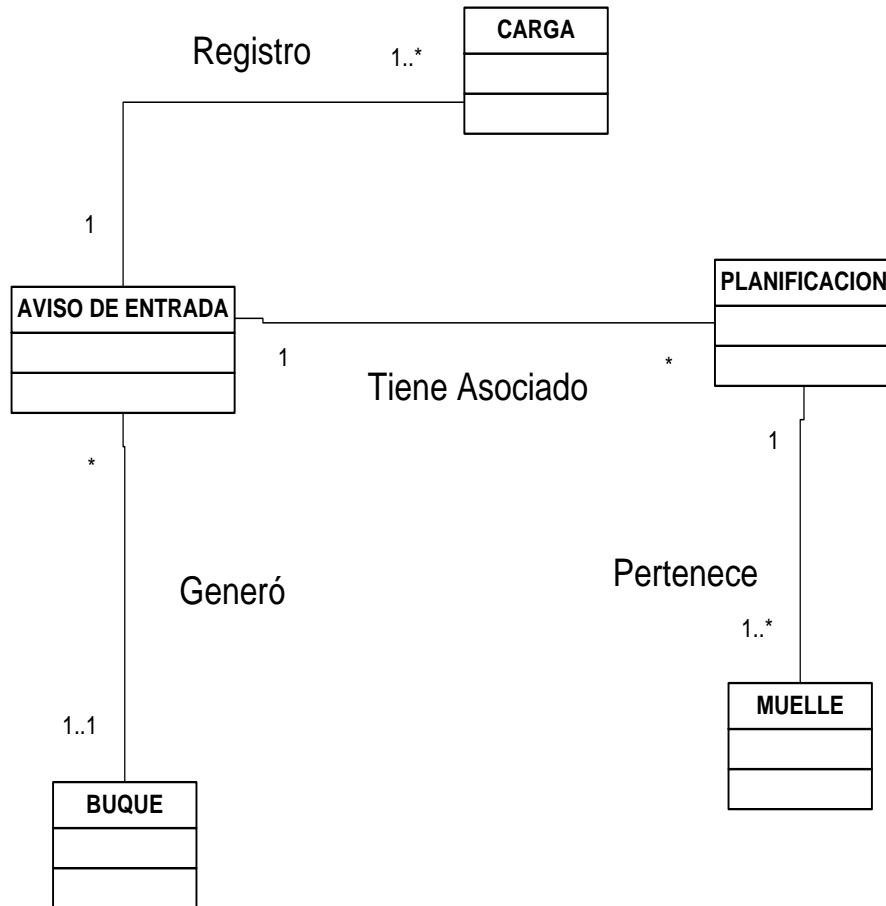 CARGA
Registro
1..*
1
AVISO DE ENTRADA
PLANIFICACION
1
*
Tiene Asociado
*
1
Generó
Pertenece
1..*
1..1
MUELLE
BUQUE